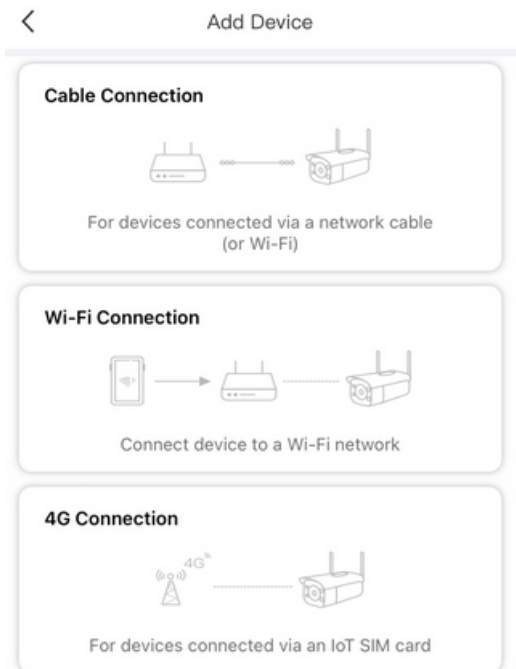 Add Device
Cable Connection
For devices connected via a network cable
(or Wi-Fi)
Wi-Fi Connection
Connect device to a Wi-Fi network
4G Connection
4G
For devices connected via an IoT SIM card